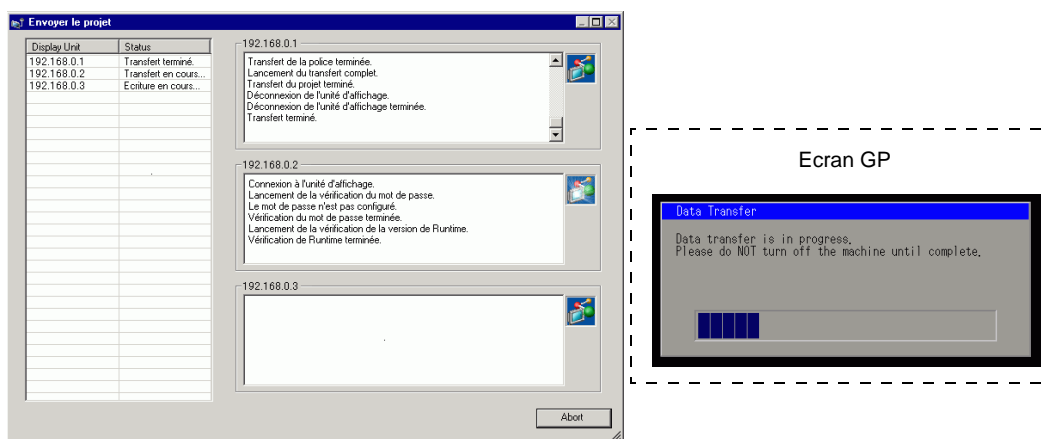 Envoyer le projet
Display Unit Status
192.168.0.1 Transfert terminé.
192.168.0.2 Transfert en cours...
192.168.0.3 Ecriture en cours...
192.168.0.1
Transfert de la police terminée.
Lancement du transfert complet.
Transfert du projet terminé.
Déconnexion de l'unité d'affichage.
Déconnexion de l'unité d'affichage terminée.
Transfert terminé.
192.168.0.2
Connexion à l'unité d'affichage.
Lancement de la vérification du mot de passe.
Le mot de passe n'est pas configuré.
Vérification du mot de passe terminée.
Lancement de la vérification de la version de Runtime.
Vérification de Runtime terminée.
192.168.0.3
Abort
Ecran GP
Data Transfer
Data transfer is in progress.
Please do NOT turn off the machine until complete.